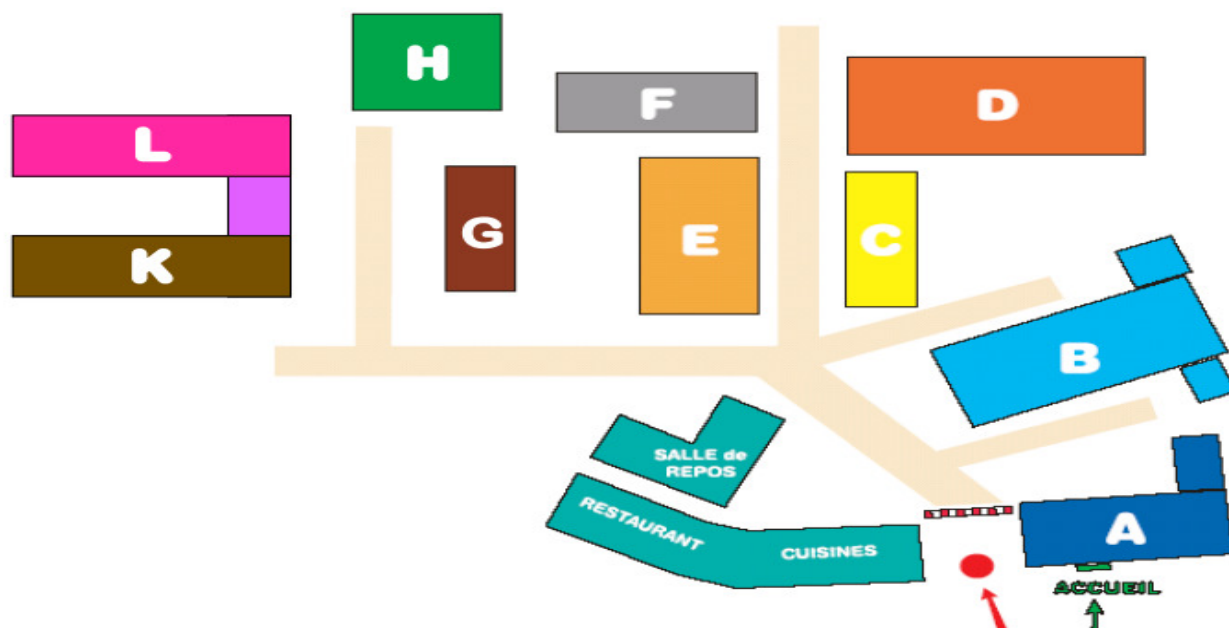 H
F
D
L
G
E
C
K
B
SALLE de
REPOS
RESTAURANT
CUISINES
A
ACCUEIL